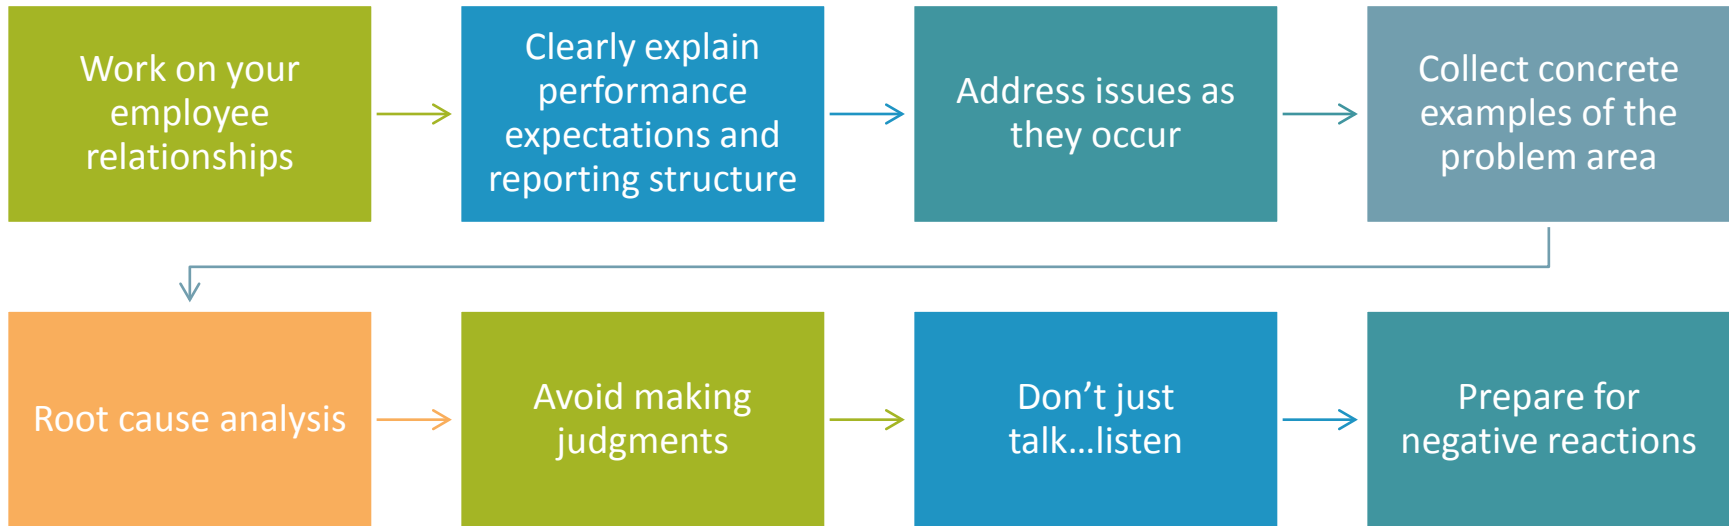 Work on your
employee
relationships
Clearly explain
performance
expectations and
reporting structure
Address issues as
they occur
Collect concrete
examples of the
problem area
Root cause analysis
Avoid making
judgments
Don’t just
talk…listen
Prepare for
negative reactions